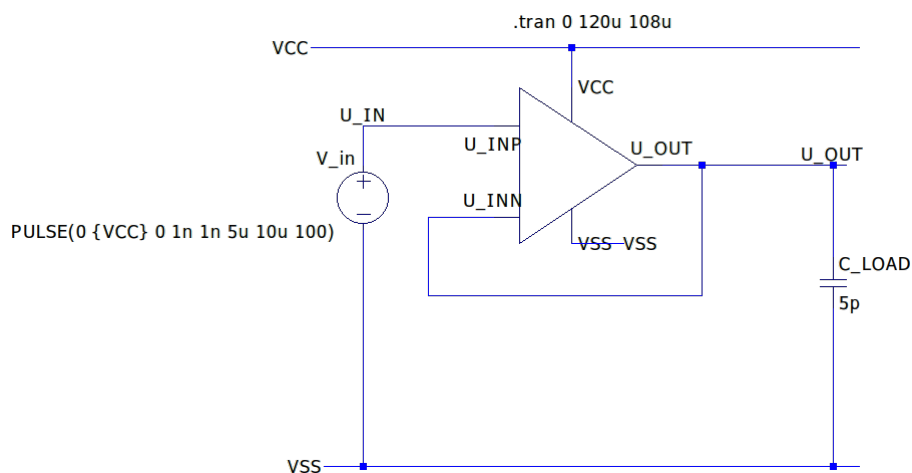 .tran 0 120u 108u
VCC
VCC
U_IN
U_INP
U_OUT
U_OUT
V_in
U_INN
PULSE(0 {VCC} 0 1n 1n 5u 10u 100)
VSS VSS
C_LOAD
5p
VSS